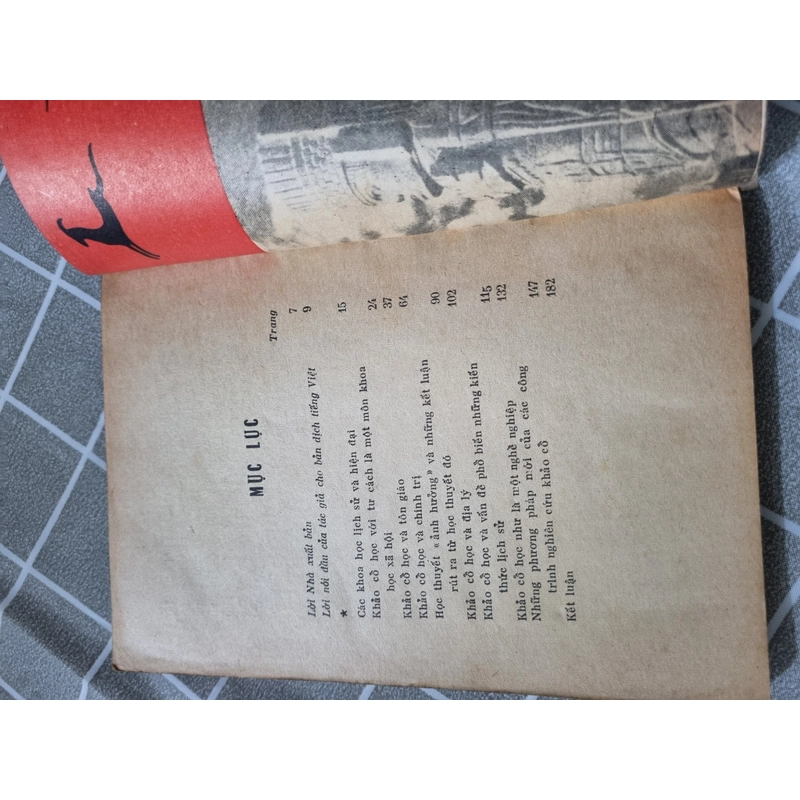 MỤC LỤC
Trang
Lời Nhà xuất bản 7
Lời nói đầu của tác giả cho bản dịch tiếng Việt 9
★
Các khoa học lịch sử và hiện đại 15
Khảo cổ học với tư cách là một môn khoa
học xã hội 24
Khảo cổ học và tôn giáo 37
Khảo cổ học và chính trị 64
Học thuyết « ảnh hưởng » và những kết luận
rút ra từ học thuyết đó 90
Khảo cổ học và địa lý 102
Khảo cổ học và vấn đề phổ biến những kiến
thức lịch sử 115
Khảo cổ học như là một nghề nghiệp 132
Những phương pháp mới của các công
trình nghiên cứu khảo cổ 147
Kết luận 182